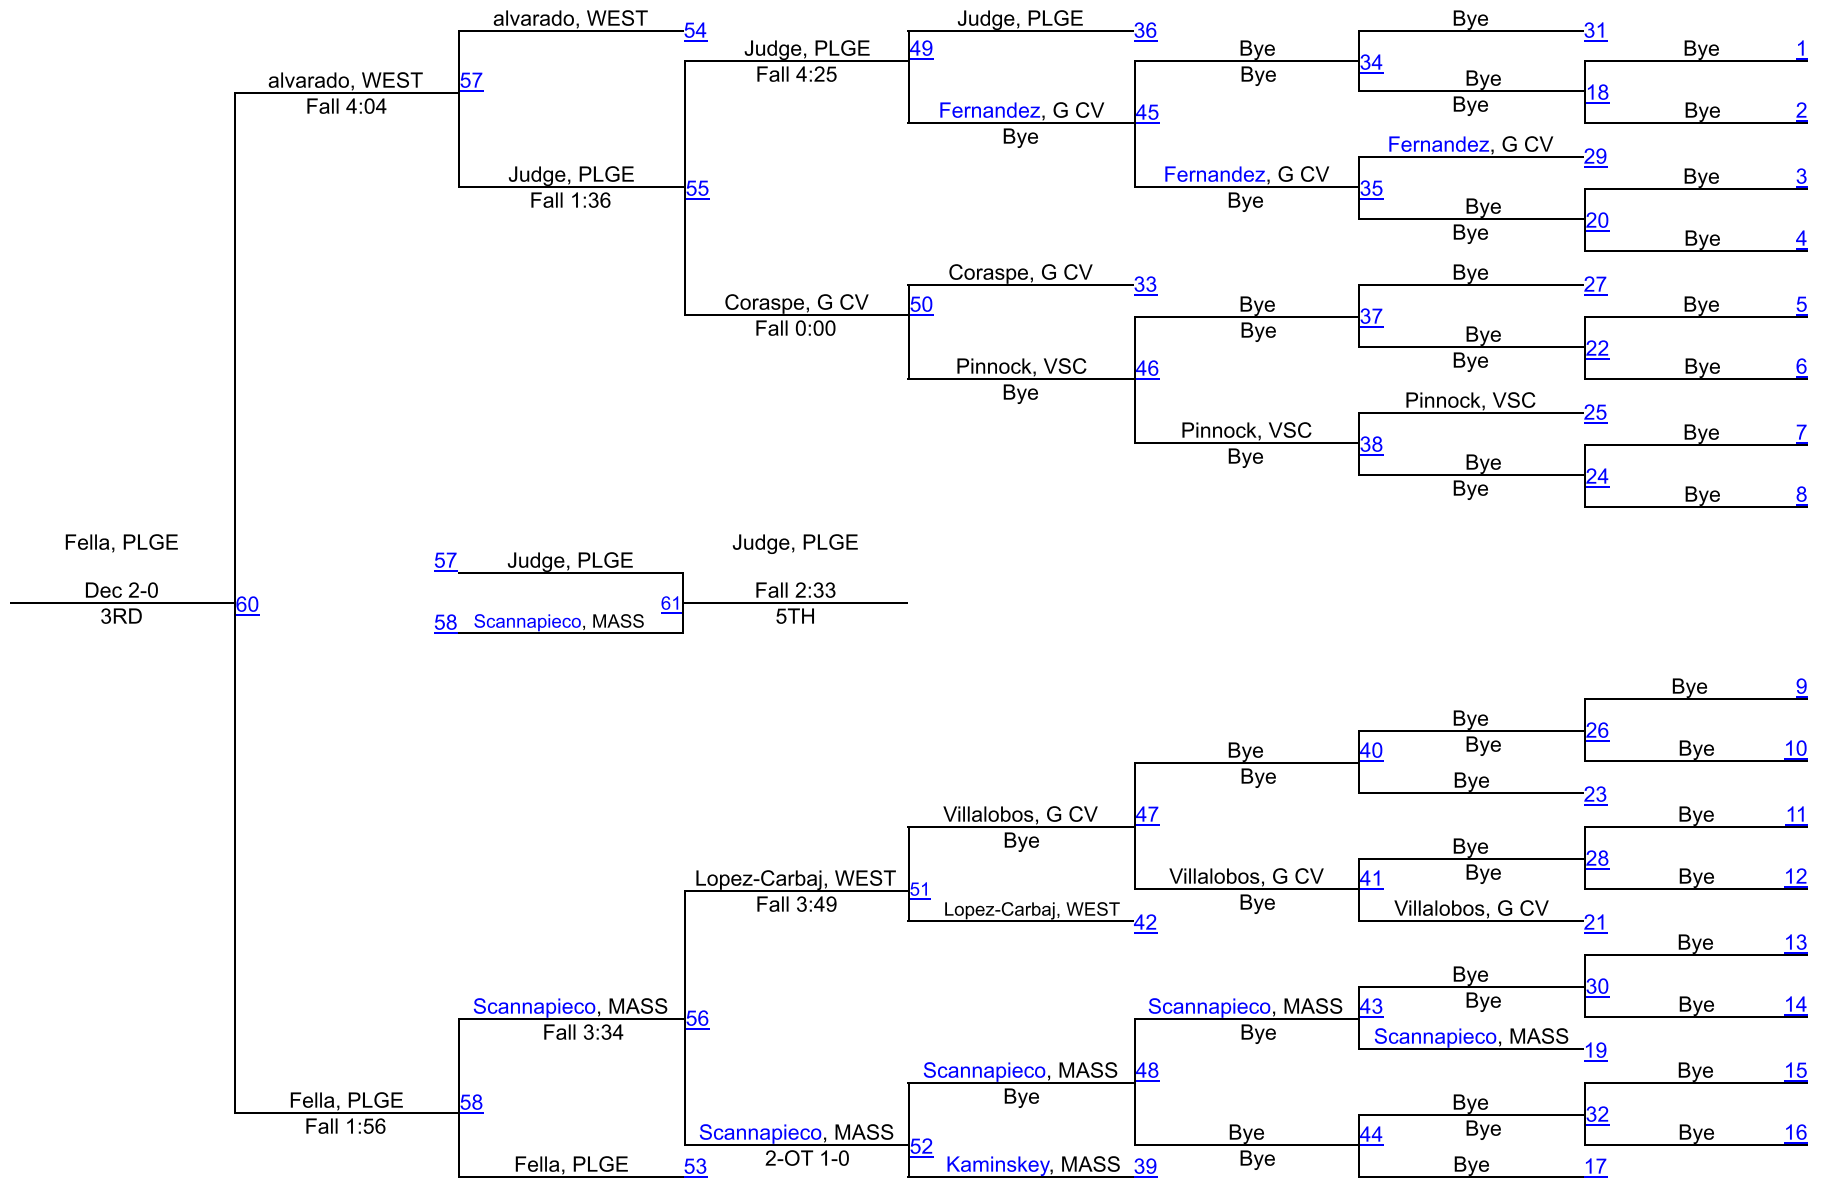 alvarado, WEST
54
Judge, PLGE
36
Bye
31
Judge, PLGE
49
Bye
Bye
1
Fall 4:25
Bye
34
alvarado, WEST
57
Bye
18
Fall 4:04
Bye
Fernandez, G CV
45
Bye
2
Bye
Fernandez, G CV
29
Judge, PLGE
55
Fernandez, G CV
35
Bye
3
Fall 1:36
Bye
Bye
20
Bye
Bye
4
Coraspe, G CV
33
Bye
27
Coraspe, G CV
50
Bye
37
Bye
5
Fall 0:00
Bye
Bye
22
Bye
Pinnock, VSC
46
Bye
6
Bye
Pinnock, VSC
25
Pinnock, VSC
38
Bye
7
Bye
Bye
24
Bye
Bye
8
Fella, PLGE
Judge, PLGE
57
Judge, PLGE
Dec 2-0
60
61
Fall 2:33
3RD
58
Scannapieco, MASS
5TH
Bye
9
Bye
26
Bye
40
Bye
Bye
10
Bye
Bye
23
Villalobos, G CV
47
Bye
11
Bye
Bye
28
Lopez-Carbaj, WEST
51
Villalobos, G CV
41
Bye
Bye
12
Fall 3:49
Bye
Lopez-Carbaj, WEST
42
Villalobos, G CV
21
Bye
13
Bye
30
Scannapieco, MASS
56
Scannapieco, MASS
43
Bye
Bye
14
Fall 3:34
Bye
Scannapieco, MASS
19
Scannapieco, MASS
48
Bye
15
Fella, PLGE
58
Bye
Bye
32
Fall 1:56
Scannapieco, MASS
52
Bye
44
Bye
Bye
16
2-OT 1-0
Bye
Fella, PLGE
53
Kaminskey, MASS
39
Bye
17